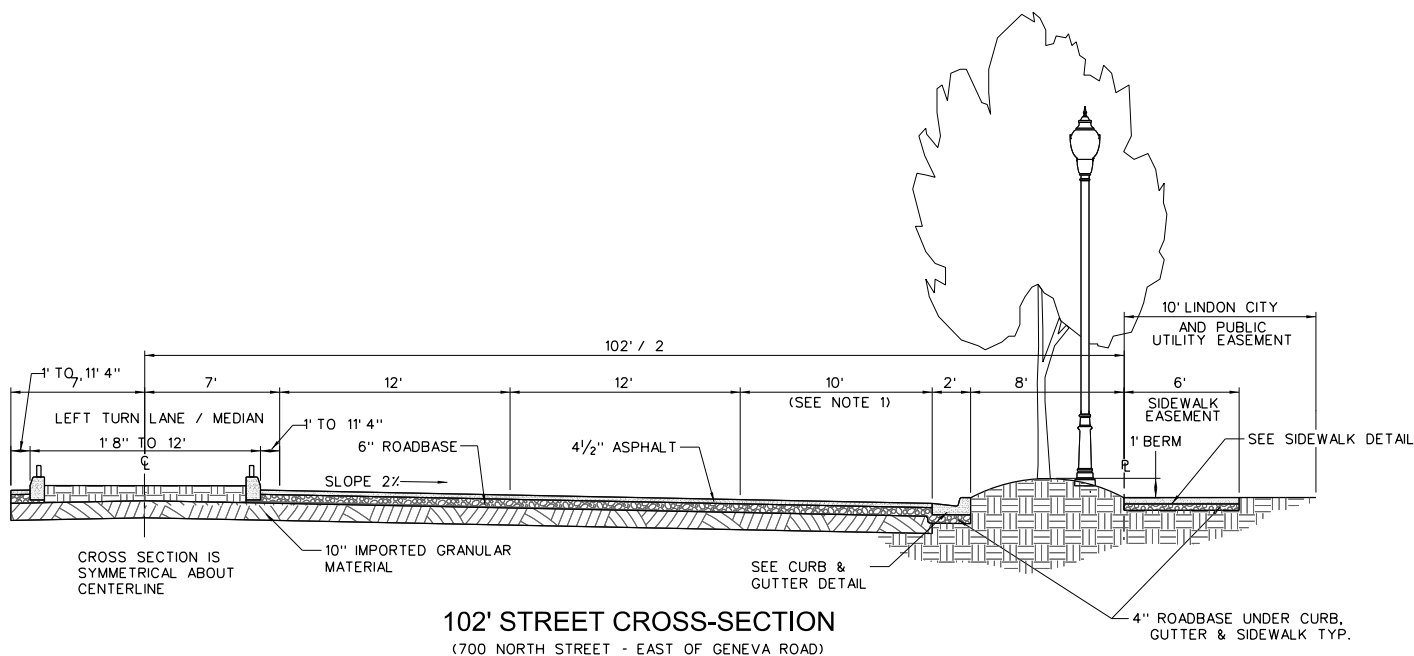 10' LINDON CITY
AND PUBLIC
UTILITY EASEMENT
102' / 2
1' TO 11' 4"
7'
7'
12'
12'
10'
(SEE NOTE 1)
2'
8'
6'
SIDEWALK
EASEMENT
LEFT TURN LANE / MEDIAN
1' 8" TO 12'
1' TO 11' 4"
6" ROADBASE
4½" ASPHALT
1' BERM
SEE SIDEWALK DETAIL
℄
PL
SLOPE 2%
10" IMPORTED GRANULAR
MATERIAL
CROSS SECTION IS
SYMMETRICAL ABOUT
CENTERLINE
SEE CURB &
GUTTER DETAIL
4" ROADBASE UNDER CURB,
GUTTER & SIDEWALK TYP.
102' STREET CROSS-SECTION
(700 NORTH STREET - EAST OF GENEVA ROAD)